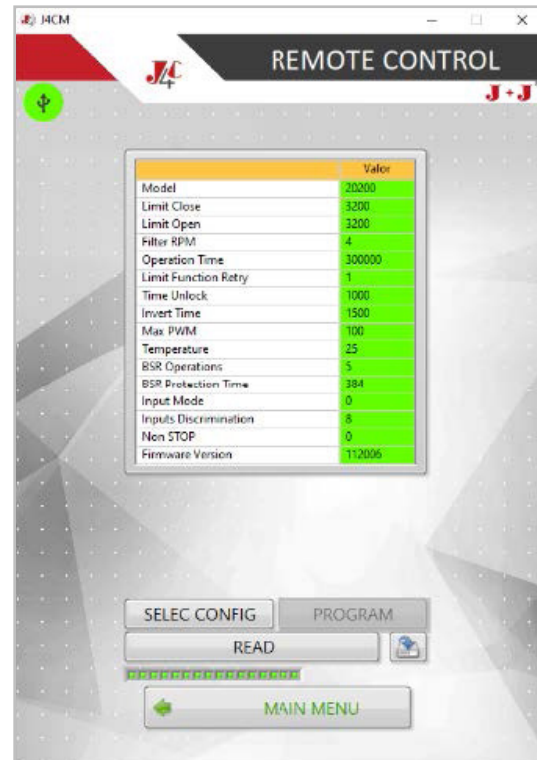 J4CM
REMOTE CONTROL
J4C
J+J
Valor
Model 20200
Limit Close 3200
Limit Open 3200
Filter RPM 4
Operation Time 300000
Limit Function Retry 1
Time Unlock 1000
Invert Time 1500
Max PWM 100
Temperature 25
BSR Operations 5
BSR Protection Time 384
Input Mode 0
Inputs Discrimination 8
Non STOP 0
Firmware Version 112006
SELEC CONFIG PROGRAM
READ
MAIN MENU